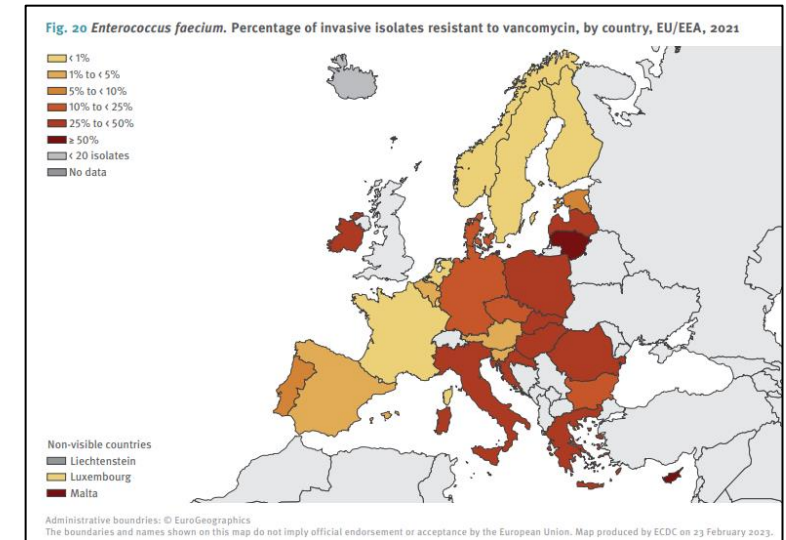 Fig. 20 Enterococcus faecium. Percentage of invasive isolates resistant to vancomycin, by country, EU/EEA, 2021
< 1%
1% to < 5%
5% to < 10%
10% to < 25%
25% to < 50%
≥ 50%
< 20 isolates
No data
Non-visible countries
Liechtenstein
Luxembourg
Malta
Administrative boundries: © EuroGeographics
The boundaries and names shown on this map do not imply official endorsement or acceptance by the European Union. Map produced by ECDC on 23 February 2023.